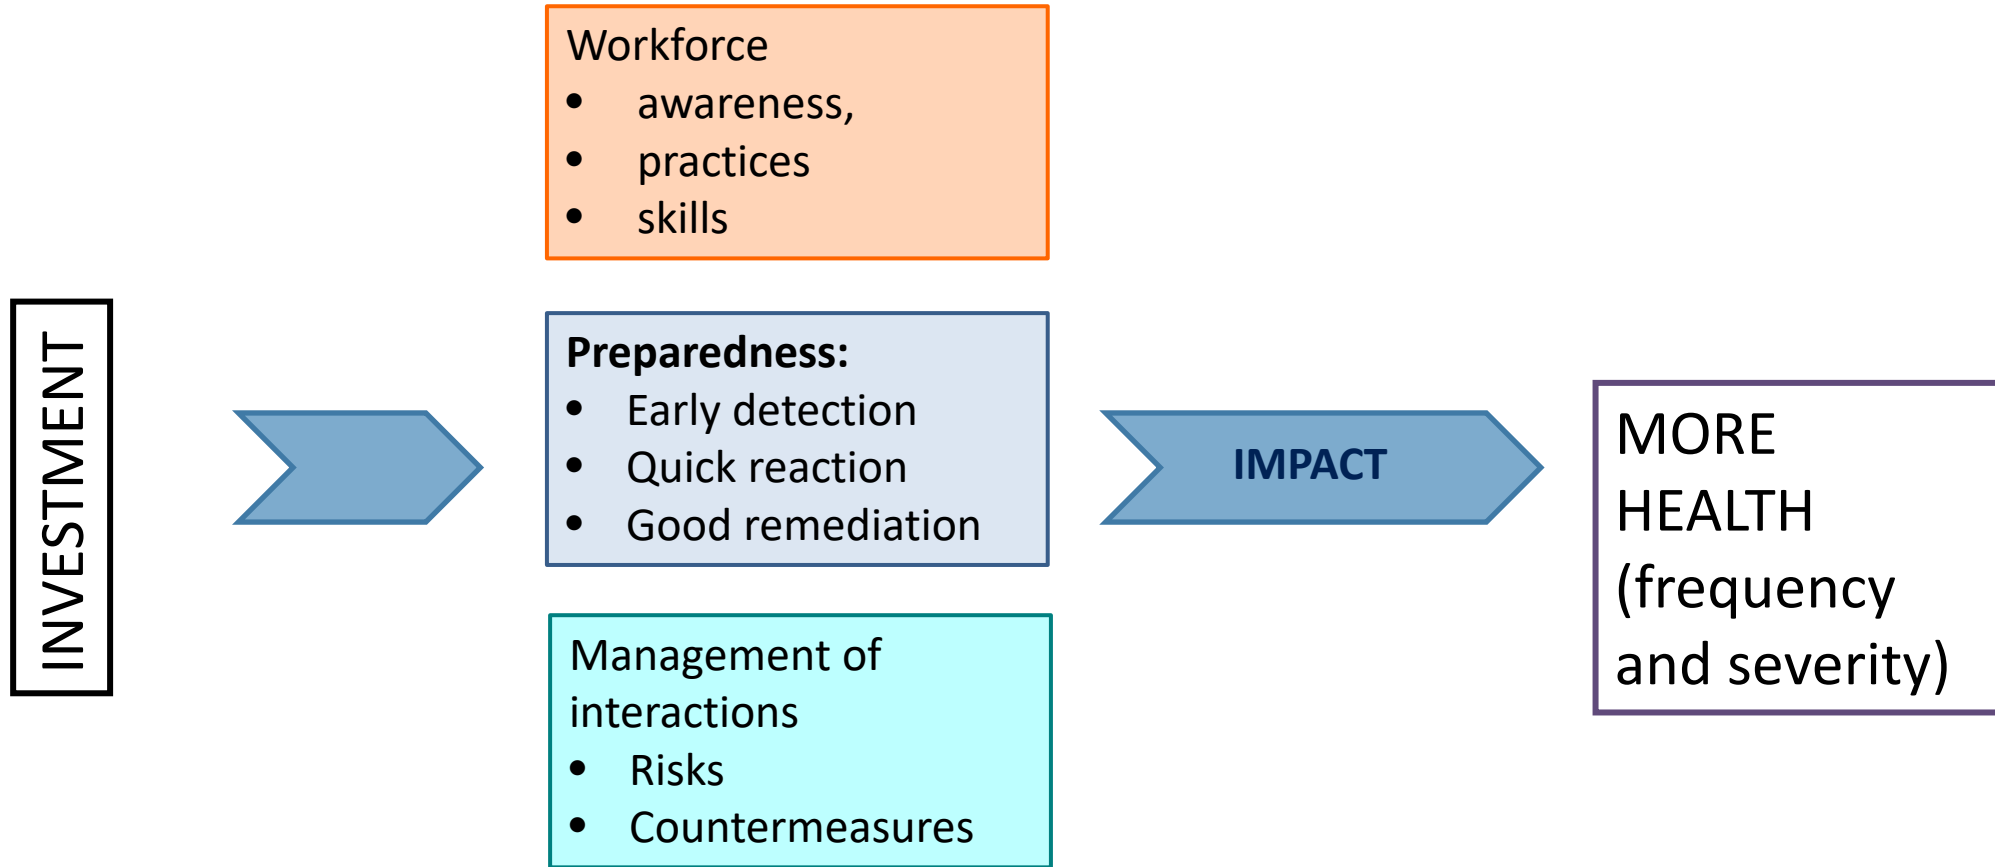 INVESTMENT
Workforce
• awareness,
• practices
• skills
Preparedness:
• Early detection
• Quick reaction
• Good remediation
Management of
interactions
• Risks
• Countermeasures
IMPACT
MORE
HEALTH
(frequency
and severity)